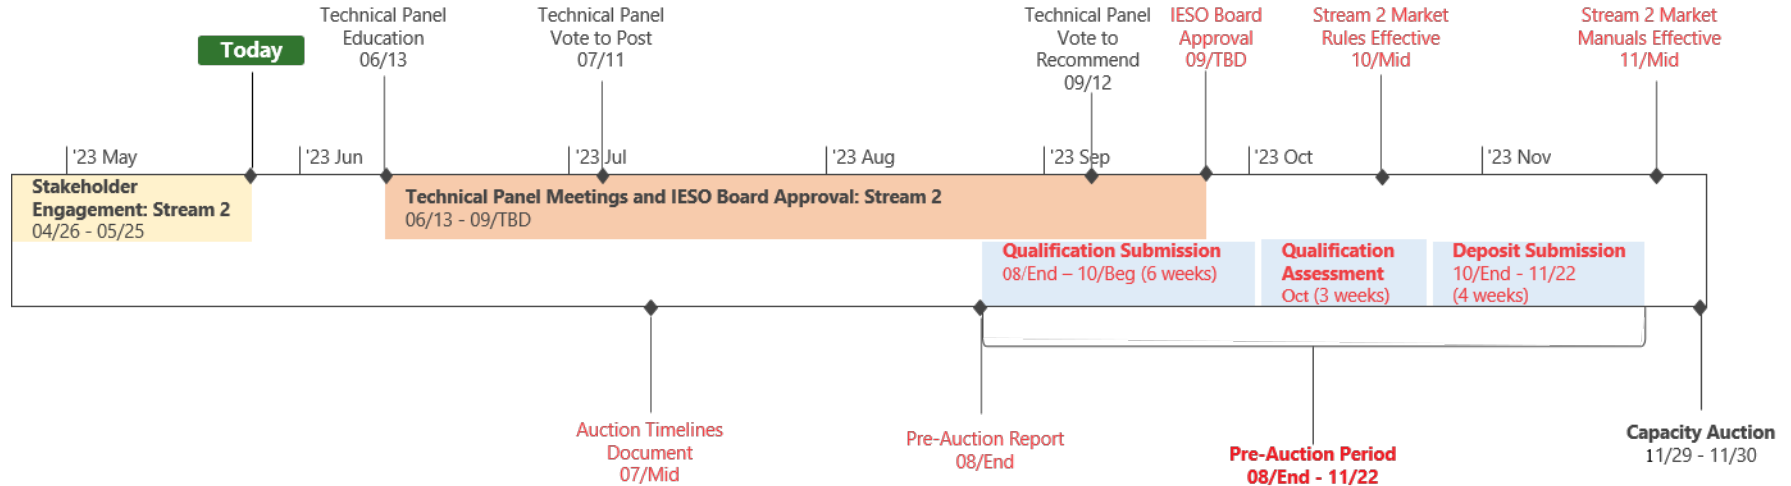 Technical Panel
Education
06/13
Technical Panel
Vote to Post
07/11
Technical Panel
Vote to
Recommend
09/12
IESO Board
Approval
09/TBD
Stream 2 Market
Rules Effective
10/Mid
Stream 2 Market
Manuals Effective
11/Mid
Today
'23 May
'23 Jun
'23 Jul
'23 Aug
'23 Sep
'23 Oct
'23 Nov
Stakeholder
Engagement: Stream 2
04/26 - 05/25
Technical Panel Meetings and IESO Board Approval: Stream 2
06/13 - 09/TBD
Qualification Submission
08/End – 10/Beg (6 weeks)
Qualification
Assessment
Oct (3 weeks)
Deposit Submission
10/End - 11/22
(4 weeks)
Auction Timelines
Document
07/Mid
Pre-Auction Report
08/End
Pre-Auction Period
08/End - 11/22
Capacity Auction
11/29 - 11/30